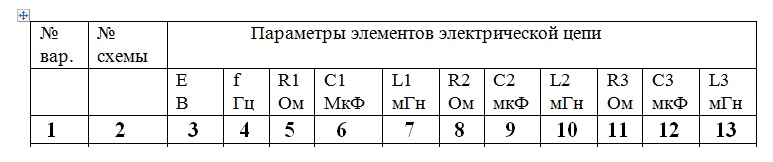 № № Параметры элементов электрической цепи
вар. схемы
E f R1 C1 L1 R2 C2 L2 R3 C3 L3
В Гц Ом МкФ мГн Ом мкФ мГн Ом мкФ мГн
1 2 3 4 5 6 7 8 9 10 11 12 13